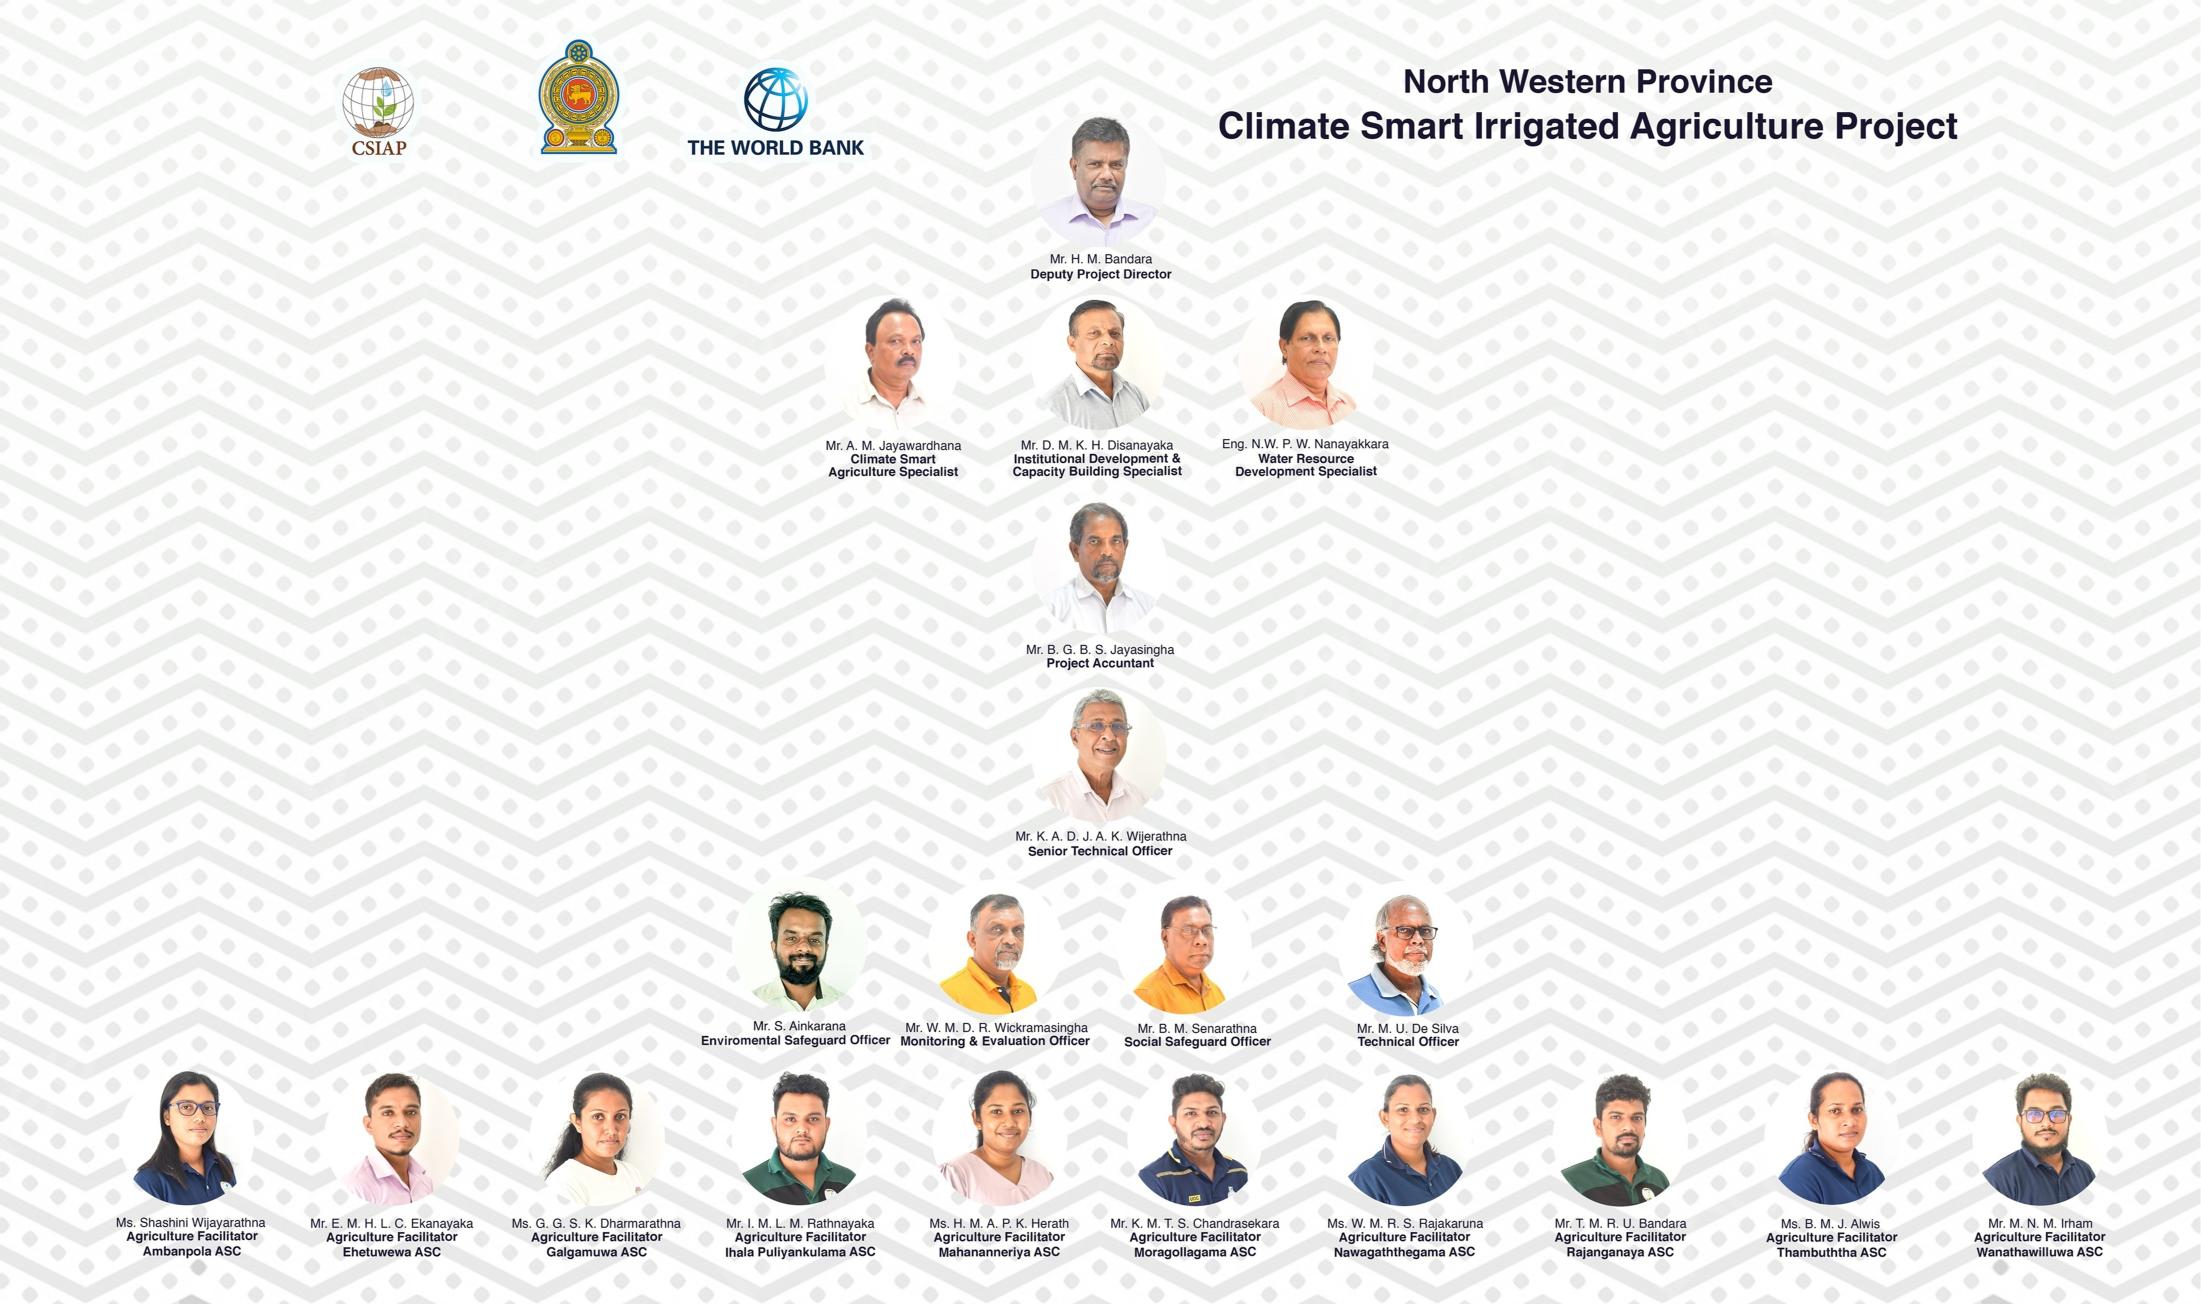 CSIAP
THE WORLD BANK
North Western Province
Climate Smart Irrigated Agriculture Project
Mr. H. M. Bandara
Deputy Project Director
Mr. A. M. Jayawardhana
Climate Smart
Agriculture Specialist
Mr. D. M. K. H. Disanayaka
Institutional Development &
Capacity Building Specialist
Eng. N.W. P. W. Nanayakkara
Water Resource
Development Specialist
Mr. B. G. B. S. Jayasingha
Project Accuntant
Mr. K. A. D. J. A. K. Wijerathna
Senior Technical Officer
Mr. S. Ainkarana
Enviromental Safeguard Officer
Mr. W. M. D. R. Wickramasingha
Monitoring & Evaluation Officer
Mr. B. M. Senarathna
Social Safeguard Officer
Mr. M. U. De Silva
Technical Officer
Ms. Shashini Wijayarathna
Agriculture Facilitator
Ambanpola ASC
Mr. E. M. H. L. C. Ekanayaka
Agriculture Facilitator
Ehetuwewa ASC
Ms. G. G. S. K. Dharmarathna
Agriculture Facilitator
Galgamuwa ASC
Mr. I. M. L. M. Rathnayaka
Agriculture Facilitator
Ihala Puliyankulama ASC
Ms. H. M. A. P. K. Herath
Agriculture Facilitator
Mahananneriya ASC
Mr. K. M. T. S. Chandrasekara
Agriculture Facilitator
Moragollagama ASC
Ms. W. M. R. S. Rajakaruna
Agriculture Facilitator
Nawagaththegama ASC
Mr. T. M. R. U. Bandara
Agriculture Facilitator
Rajanganaya ASC
Ms. B. M. J. Alwis
Agriculture Facilitator
Thambuththa ASC
Mr. M. N. M. Irham
Agriculture Facilitator
Wanathawilluwa ASC